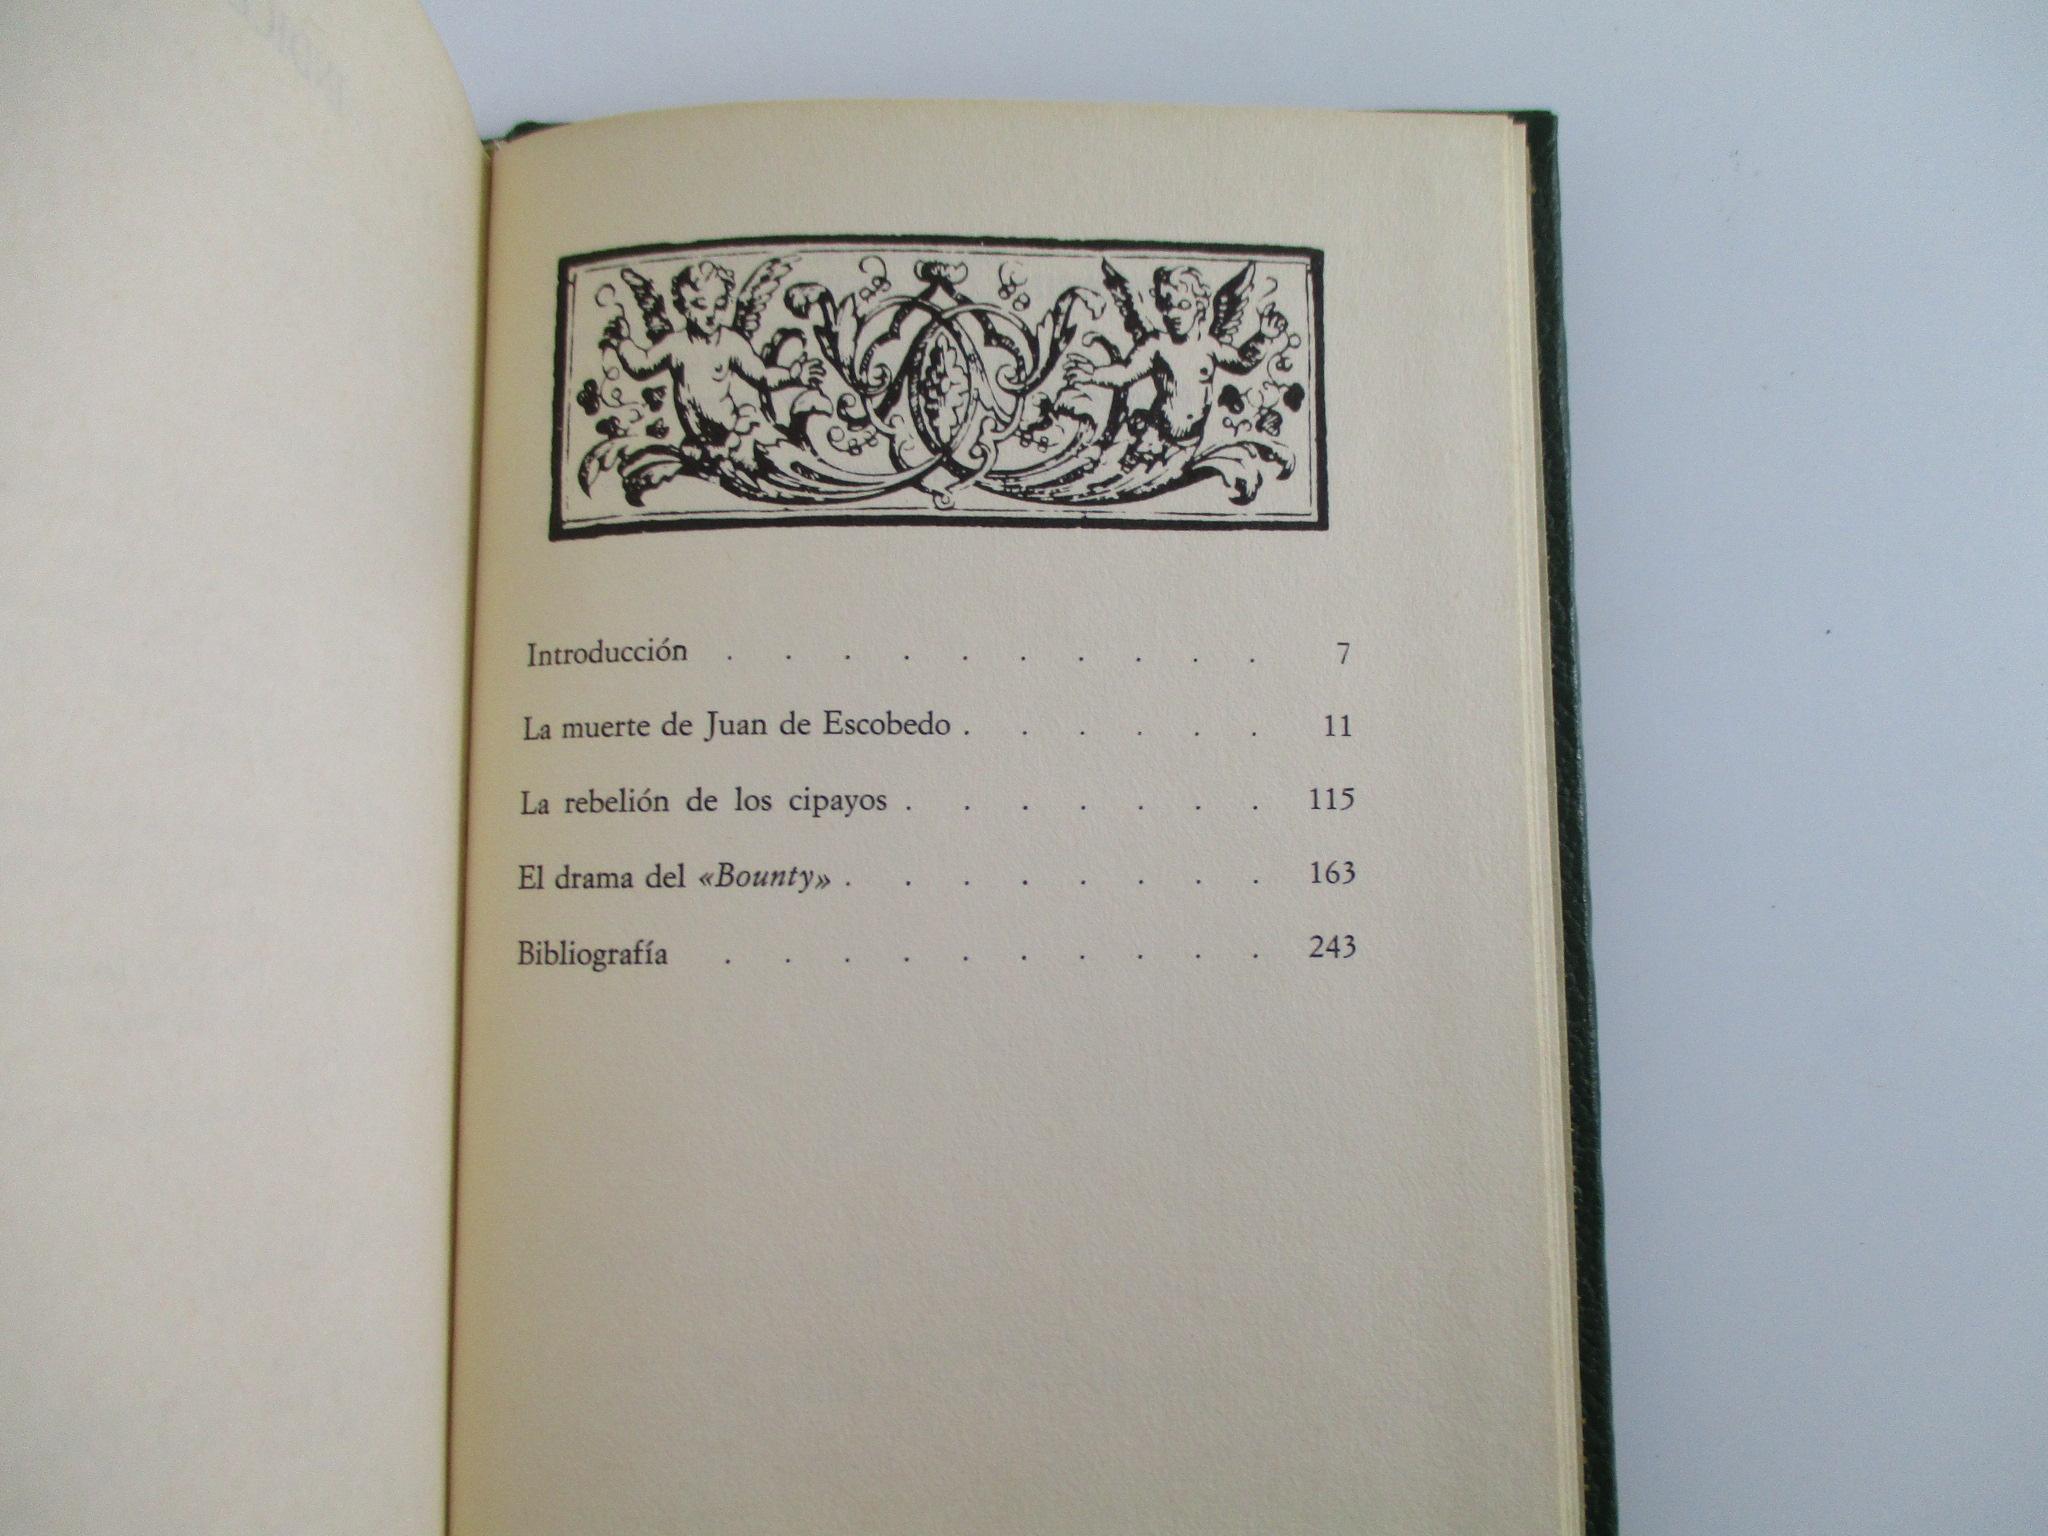 Introducción . . . . . . . . . . 7
La muerte de Juan de Escobedo . . . . . . 11
La rebelión de los cipayos . . . . . . . 115
El drama del «Bounty» . . . . . . . . 163
Bibliografía . . . . . . . . . . 243